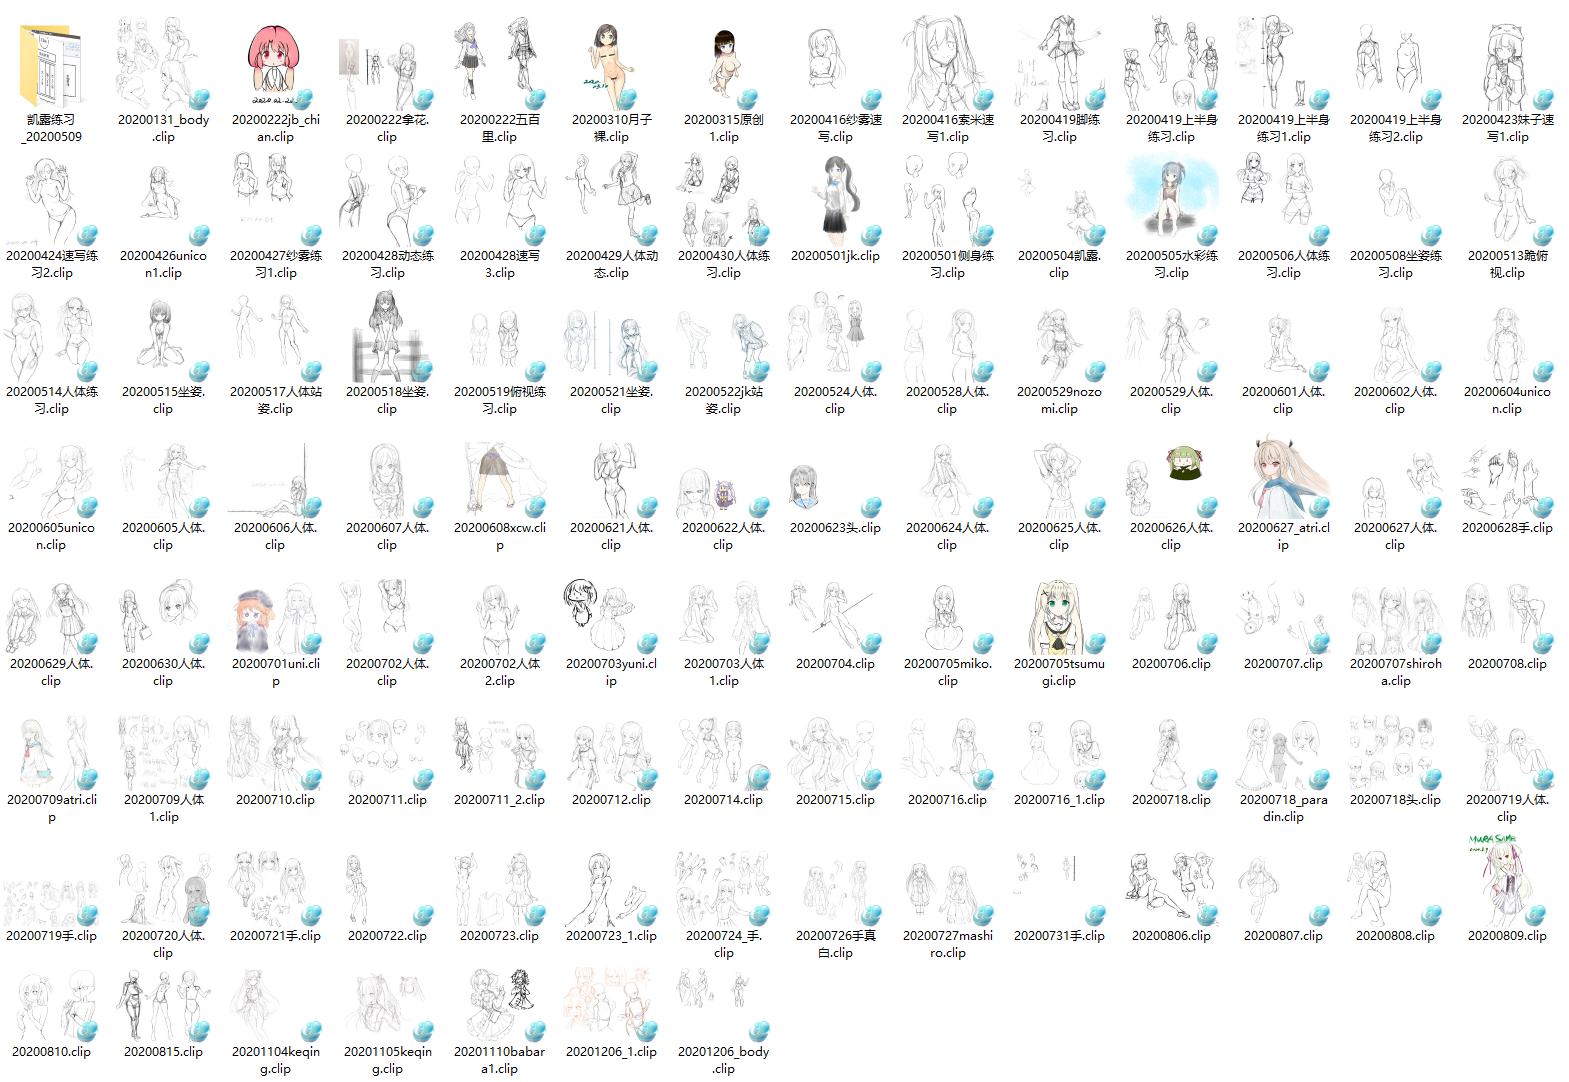 凯露练习
_20200509
20200131_body
.clip
20200222jb_chi
an.clip
20200222拿花.
clip
20200222五百
里.clip
20200310月子
裸.clip
20200315原创
1.clip
20200416纱雾速
写.clip
20200416索米速
写1.clip
20200419脚练
习.clip
20200419上半身
练习.clip
20200419上半身
练习1.clip
20200419上半身
练习2.clip
20200423妹子速
写1.clip
20200424速写练
习2.clip
20200426unico
n1.clip
20200427纱雾练
习1.clip
20200428动态练
习.clip
20200428速写
3.clip
20200429人体动
态.clip
20200430人体练
习.clip
20200501jk.clip
20200501侧身练
习.clip
20200504凯露.
clip
20200505水彩练
习.clip
20200506人体练
习.clip
20200508坐姿练
习.clip
20200513跪俯
视.clip
20200514人体练
习.clip
20200515坐姿.
clip
20200517人体站
姿.clip
20200518坐姿.
clip
20200519俯视练
习.clip
20200521坐姿.
clip
20200522jk站
姿.clip
20200524人体.
clip
20200528人体.
clip
20200529nozo
mi.clip
20200529人体.
clip
20200601人体.
clip
20200602人体.
clip
20200604unico
n.clip
20200605unico
n.clip
20200605人体.
clip
20200606人体.
clip
20200607人体.
clip
20200608xcw.cli
p
20200621人体.
clip
20200622人体.
clip
20200623头.clip
20200624人体.
clip
20200625人体.
clip
20200626人体.
clip
20200627_atri.cl
ip
20200627人体.
clip
20200628手.clip
20200629人体.
clip
20200630人体.
clip
20200701uni.cli
p
20200702人体.
clip
20200702人体
2.clip
20200703yuni.cl
ip
20200703人体
1.clip
20200704.clip
20200705miko.
clip
20200705tsumu
gi.clip
20200706.clip
20200707.clip
20200707shiroh
a.clip
20200708.clip
20200709atri.cli
p
20200709人体
1.clip
20200710.clip
20200711.clip
20200711_2.clip
20200712.clip
20200714.clip
20200715.clip
20200716.clip
20200716_1.clip
20200718.clip
20200718_para
din.clip
20200718头.clip
20200719人体.
clip
MURASAME
20200719手.clip
20200720人体.
clip
20200721手.clip
20200722.clip
20200723.clip
20200723_1.clip
20200724_手.
clip
20200726手真
白.clip
20200727mashi
ro.clip
20200731手.clip
20200806.clip
20200807.clip
20200808.clip
20200809.clip
20200810.clip
20200815.clip
20201104keqin
g.clip
20201105keqin
g.clip
20201110babar
a1.clip
20201206_1.clip
20201206_body
.clip